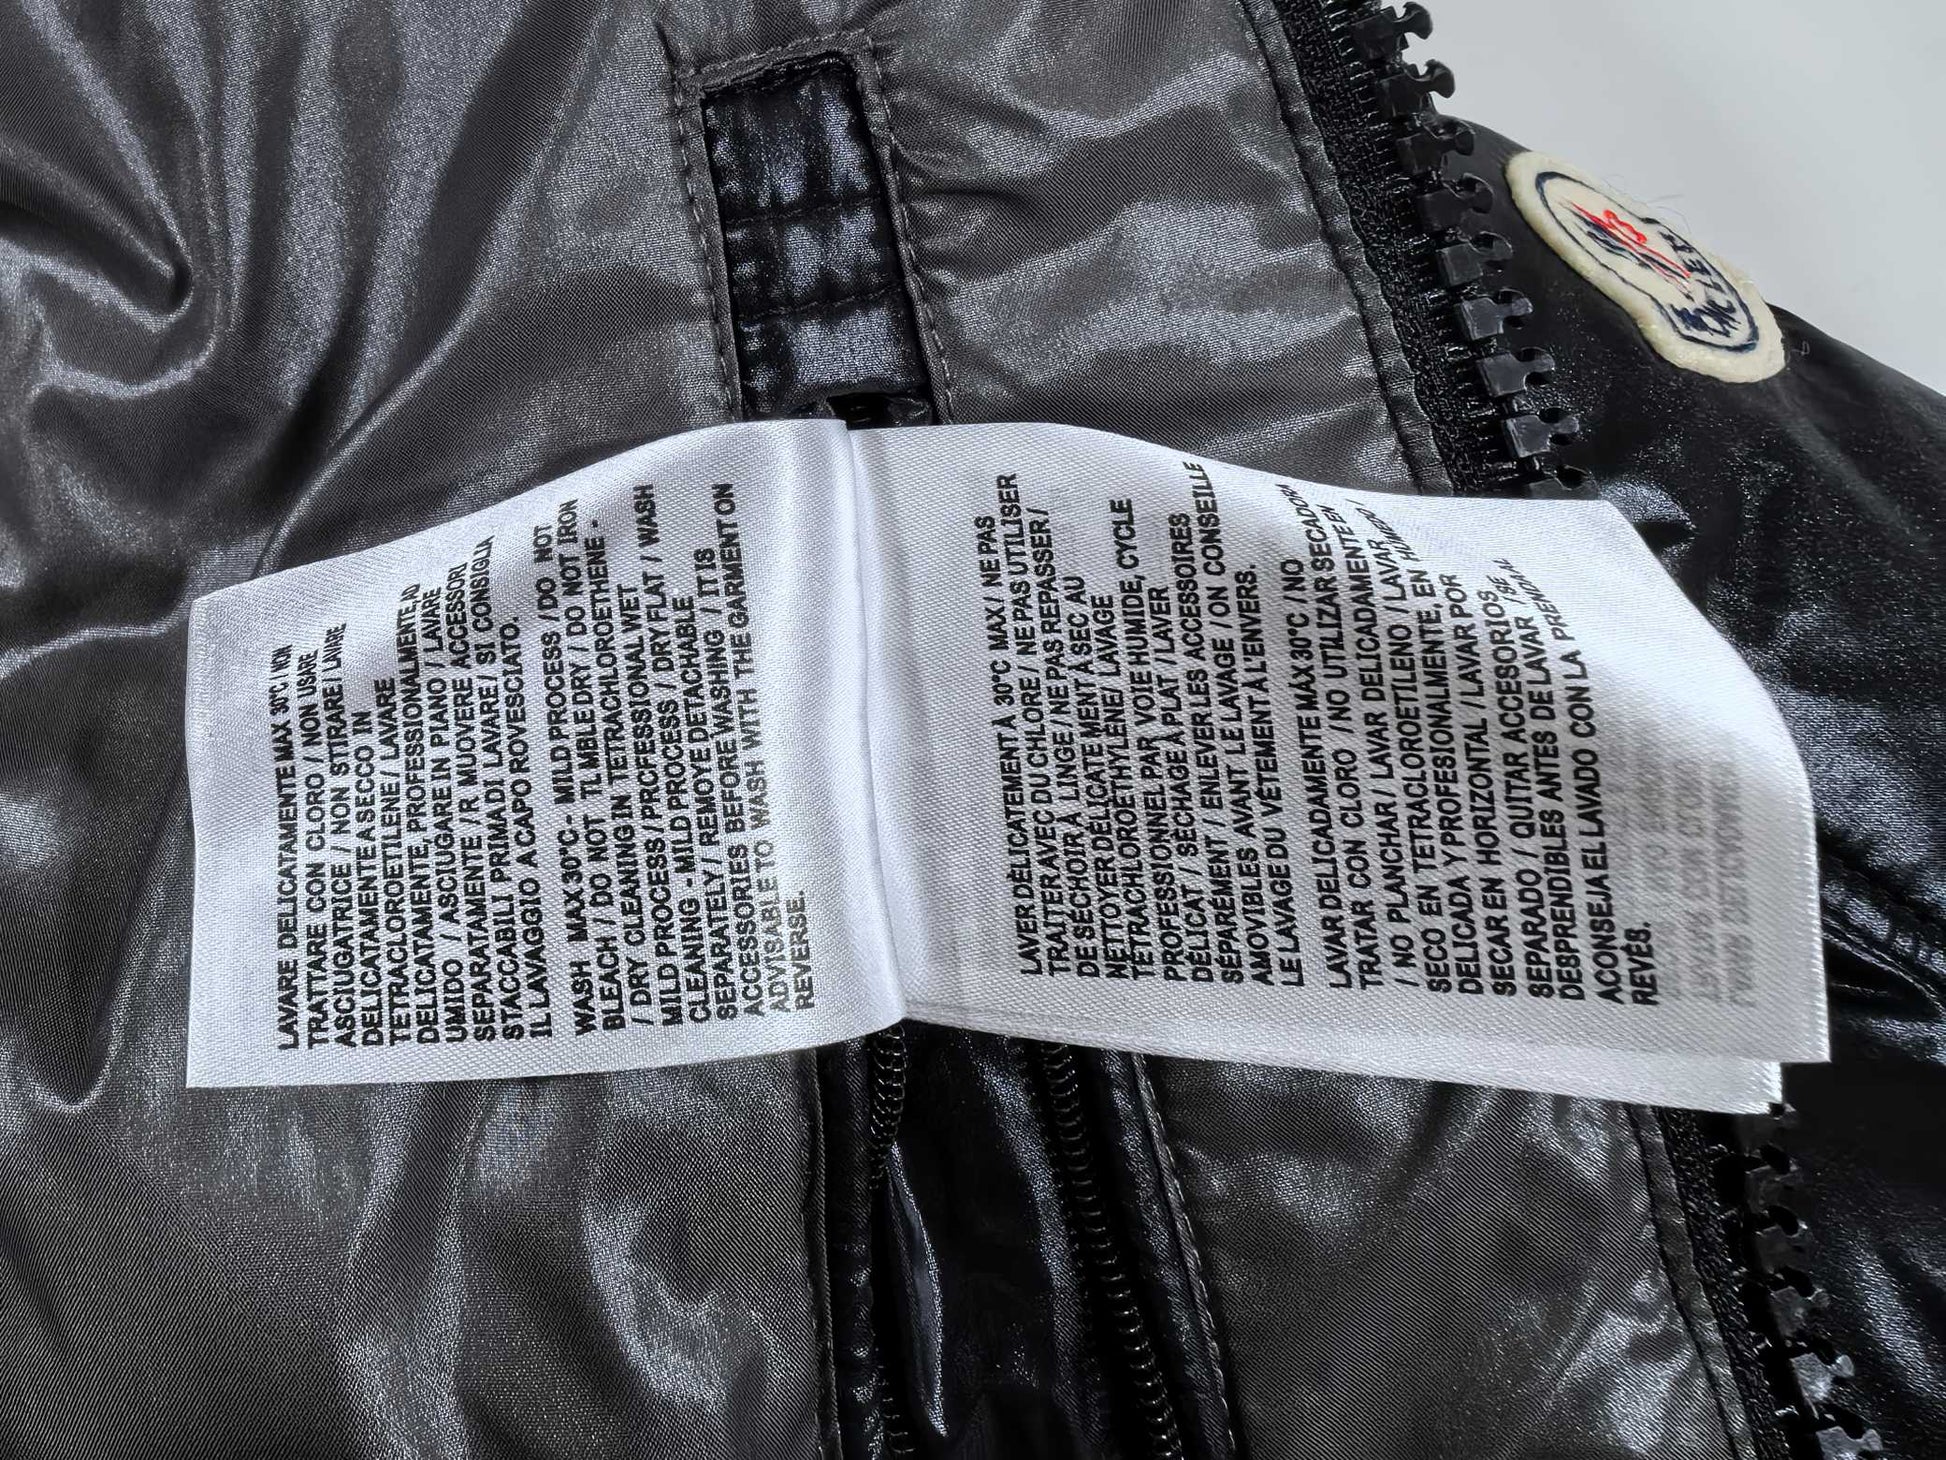 LAVARE DELICATAMENTE MAX 30°C / NON
TRATTARE CON CLORO / NON USARE
ASCIUGATRICE / NON STIRARE / LAVARE
DELICATAMENTE A SECCO IN
TETRACLOROETILENE / LAVARE
DELICATAMENTE, PROFESSIONALMENTE AD
UMIDO / ASCIUGARE IN PIANO / LAVARE
SEPARATAMENTE / R MUOVERE ACCESSORI
STACCABILI PRIMA DI LAVARE / SI CONSIGLIA
IL LAVAGGIO A CAPO ROVESCIATO.
WASH MAX 30°C - MILD PROCESS / DO NOT
BLEACH / DO NOT TLMBLE DRY / DO NOT IRON
/ DRY CLEANING IN TETRACHLOROETHENE -
MILD PROCESS / PROFESSIONAL WET
CLEANING - MILD PROCESS / DRY FLAT / WASH
SEPARATELY / REMOYE DETACHABLE
ACCESSORIES BEFORE WASHING / IT IS
ADVISABLE TO WASH WITH THE GARMENT ON
REVERSE.
LAVER DÉLICATEMENT À 30°C MAX / NE PAS
TRAITER AVEC DU CHLORE / NE PAS UTILISER
DE SÉCHOIR À LINGE / NE PAS REPASSER /
NETTOYER DÉLICATEMENT À SEC AU
TÉTRACHLOROÉTHYLÈNE / LAVAGE
PROFESSIONNEL PAR VOIE HUMIDE, CYCLE
DÉLICAT / SÉCHAGE À PLAT / LAVER
SÉPARÉMENT / ENLEVER LES ACCESSOIRES
AMOVIBLES AVANT LE LAVAGE / ON CONSEILLE
LE LAVAGE DU VÊTEMENT À L'ENVERS.
LAVAR DELICADAMENTE MAX 30°C / NO
TRATAR CON CLORO / NO UTILIZAR SECADORA
/ NO PLANCHAR / LAVAR DELICADAMENTE /
SECO EN TETRACLOROETILENO / LAVAR
DELICADA Y PROFESIONALMENTE, EN HUMEDO /
SECAR EN HORIZONTAL / LAVAR POR
SEPARADO / QUITAR ACCESORIOS
DESPRENDIBLES ANTES DE LAVAR / SE
ACONSEJA EL LAVADO CON LA PRENDA AL
REVÉS.